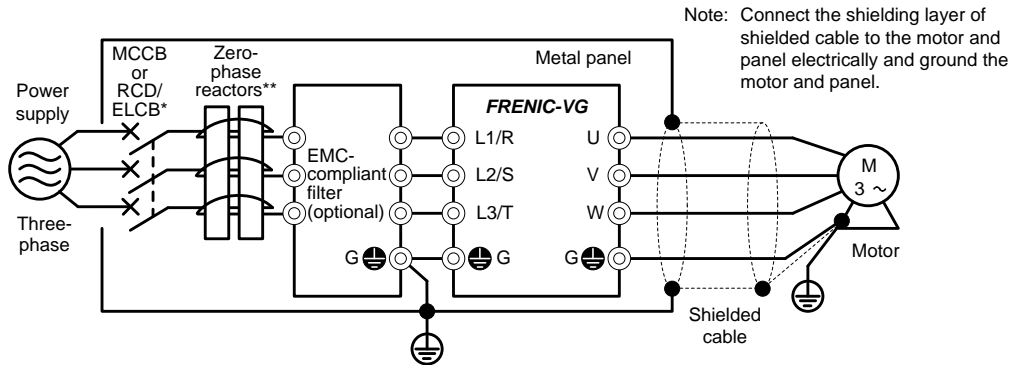 Note: Connect the shielding layer of
shielded cable to the motor and
panel electrically and ground the
motor and panel.
MCCB
or
RCD/
ELCB*
Zero-
phase
reactors**
Metal panel
Power
supply
FRENIC-VG
L1/R
U
EMC-
compliant
filter
(optional)
L2/S
V
M
3 ~
L3/T
W
Three-
phase
G
G
G
Motor
Shielded
cable